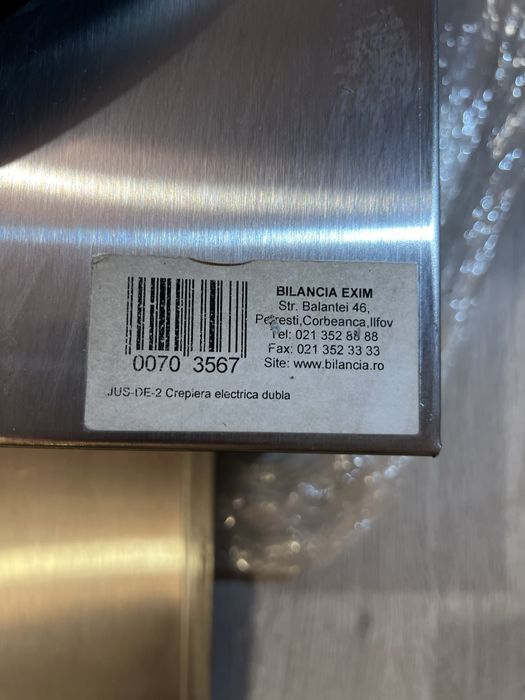 0070 3567
BILANCIA EXIM
Str. Balantei 46,
Petresti,Corbeanca,Ilfov
Tel: 021 352 88 88
Fax: 021 352 33 33
Site: www.bilancia.ro
JUS-DE-2 Crepiera electrica dubla